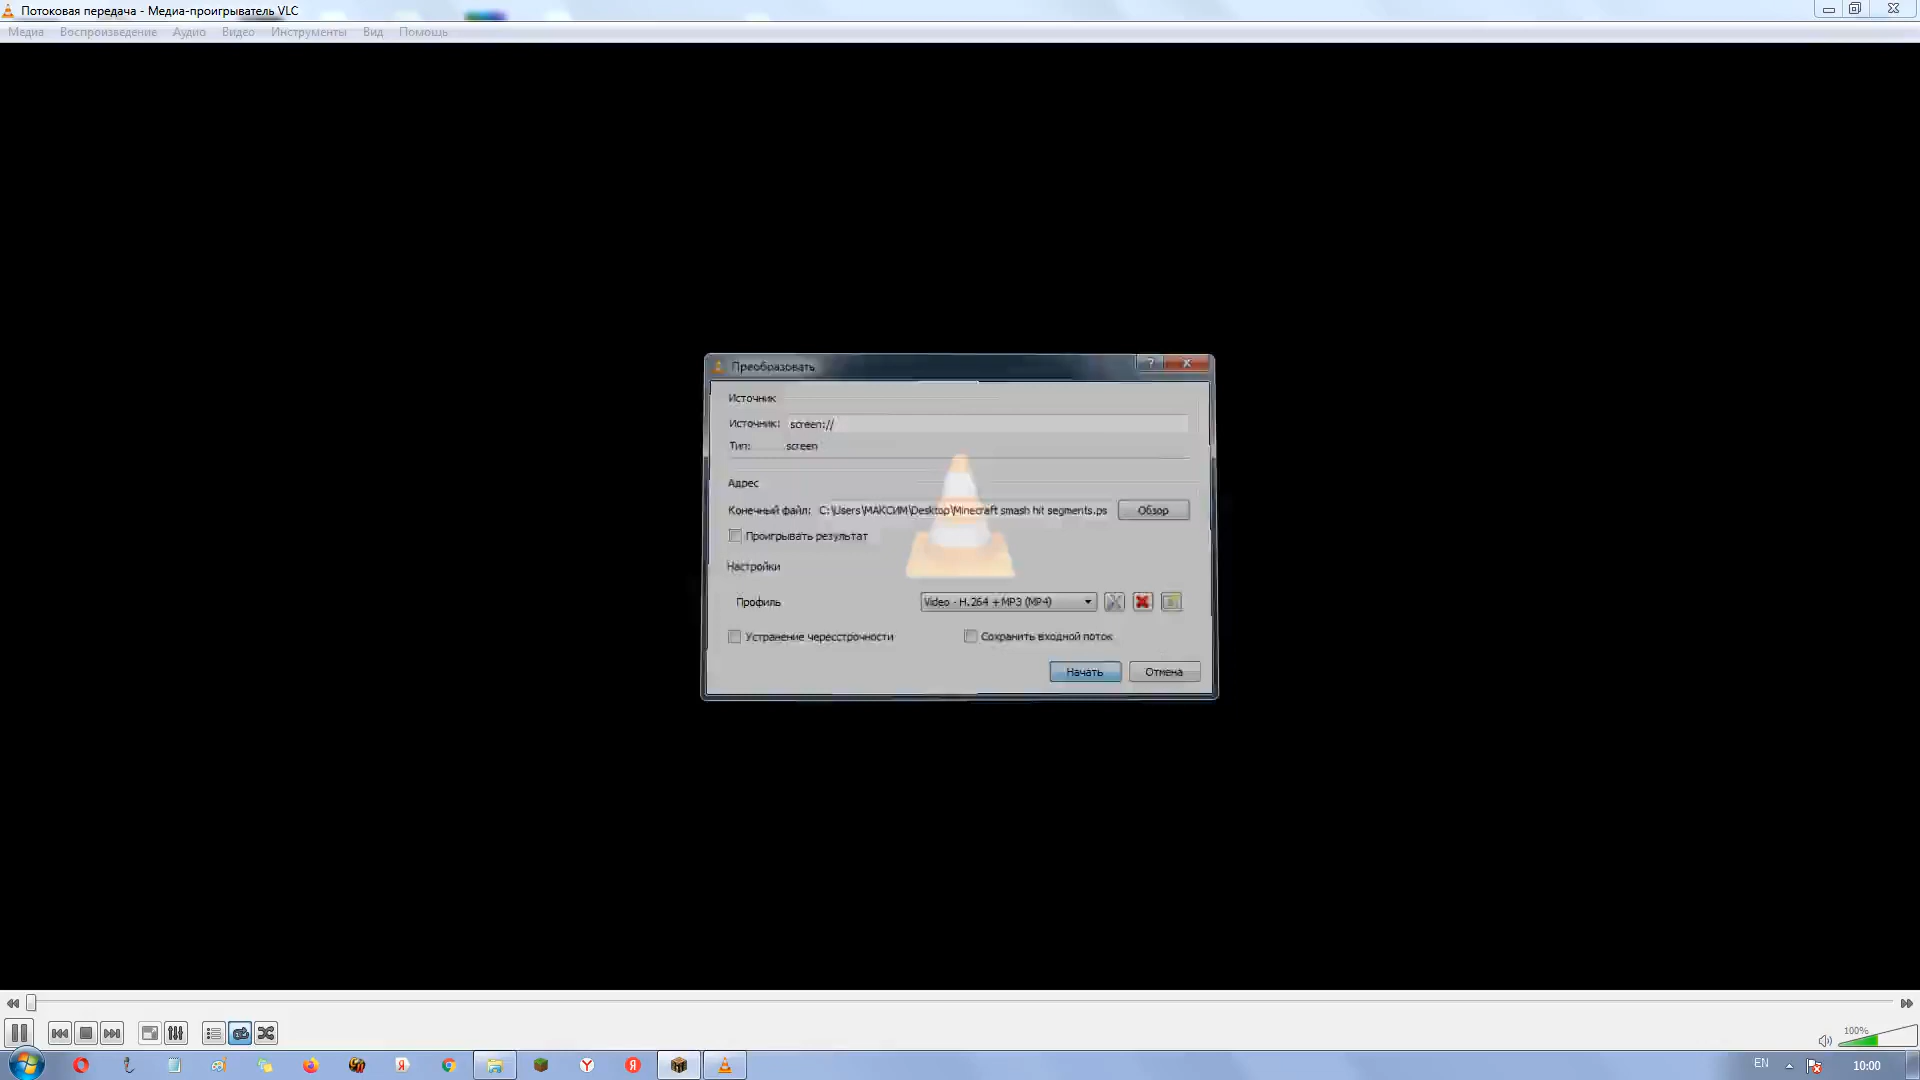 Потоковая передача - Медиа-проигрыватель VLC
Медиа Воспроизведение Аудио Видео Инструменты Вид Помощь
Преобразовать
?
Источник
Источник: screen://
Тип: screen
Адрес
Конечный файл: C:\Users\МАКСИМ\Desktop\Minecraft smash hit segments.ps Обзор
Проигрывать результат
Настройки
Профиль Video - H.264 + MP3 (MP4)
Устранение чересстрочности Сохранить входной поток
Начать Отмена
100%
EN 10:00